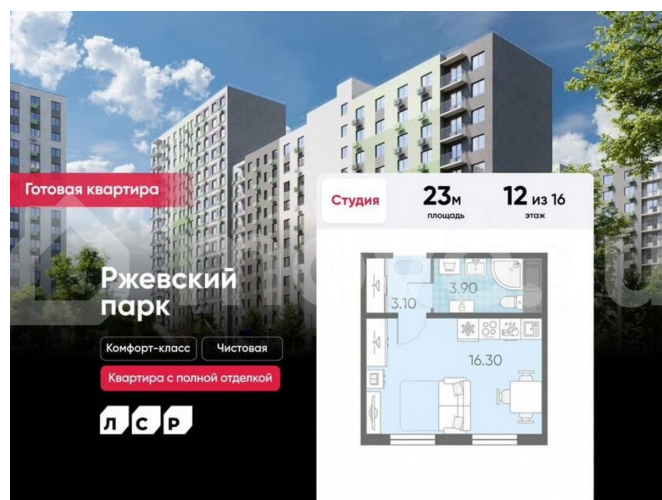 Готовая квартира
Ржевский
парк
Комфорт-класс
Чистовая
Квартира с полной отделкой
ЛСР
Студия
23м
площадь
12 из 16
этаж
3.10
3.90
16.30